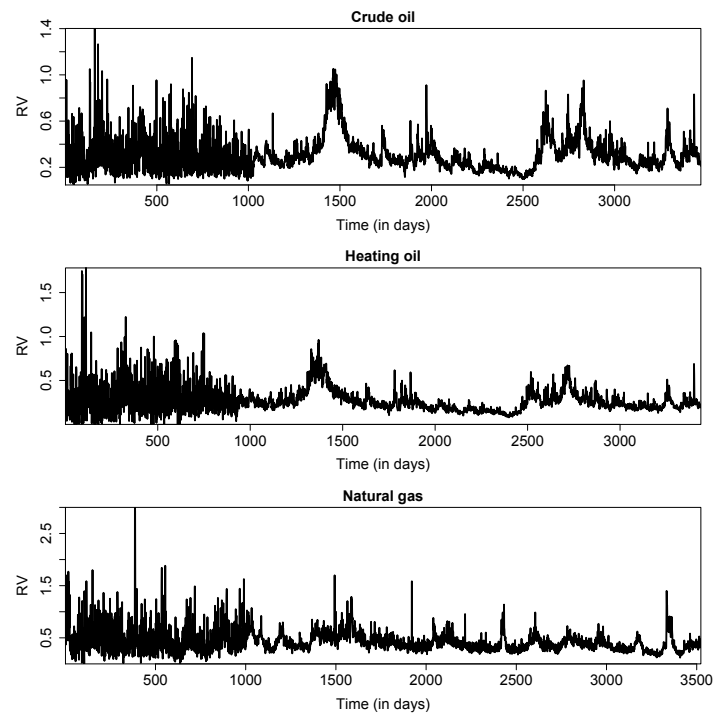 Crude oil
RV
0.2 0.6 1.0 1.4
500 1000 1500 2000 2500 3000
Time (in days)
Heating oil
RV
0.5 1.0 1.5
500 1000 1500 2000 2500 3000
Time (in days)
Natural gas
RV
0.5 1.5 2.5
500 1000 1500 2000 2500 3000 3500
Time (in days)